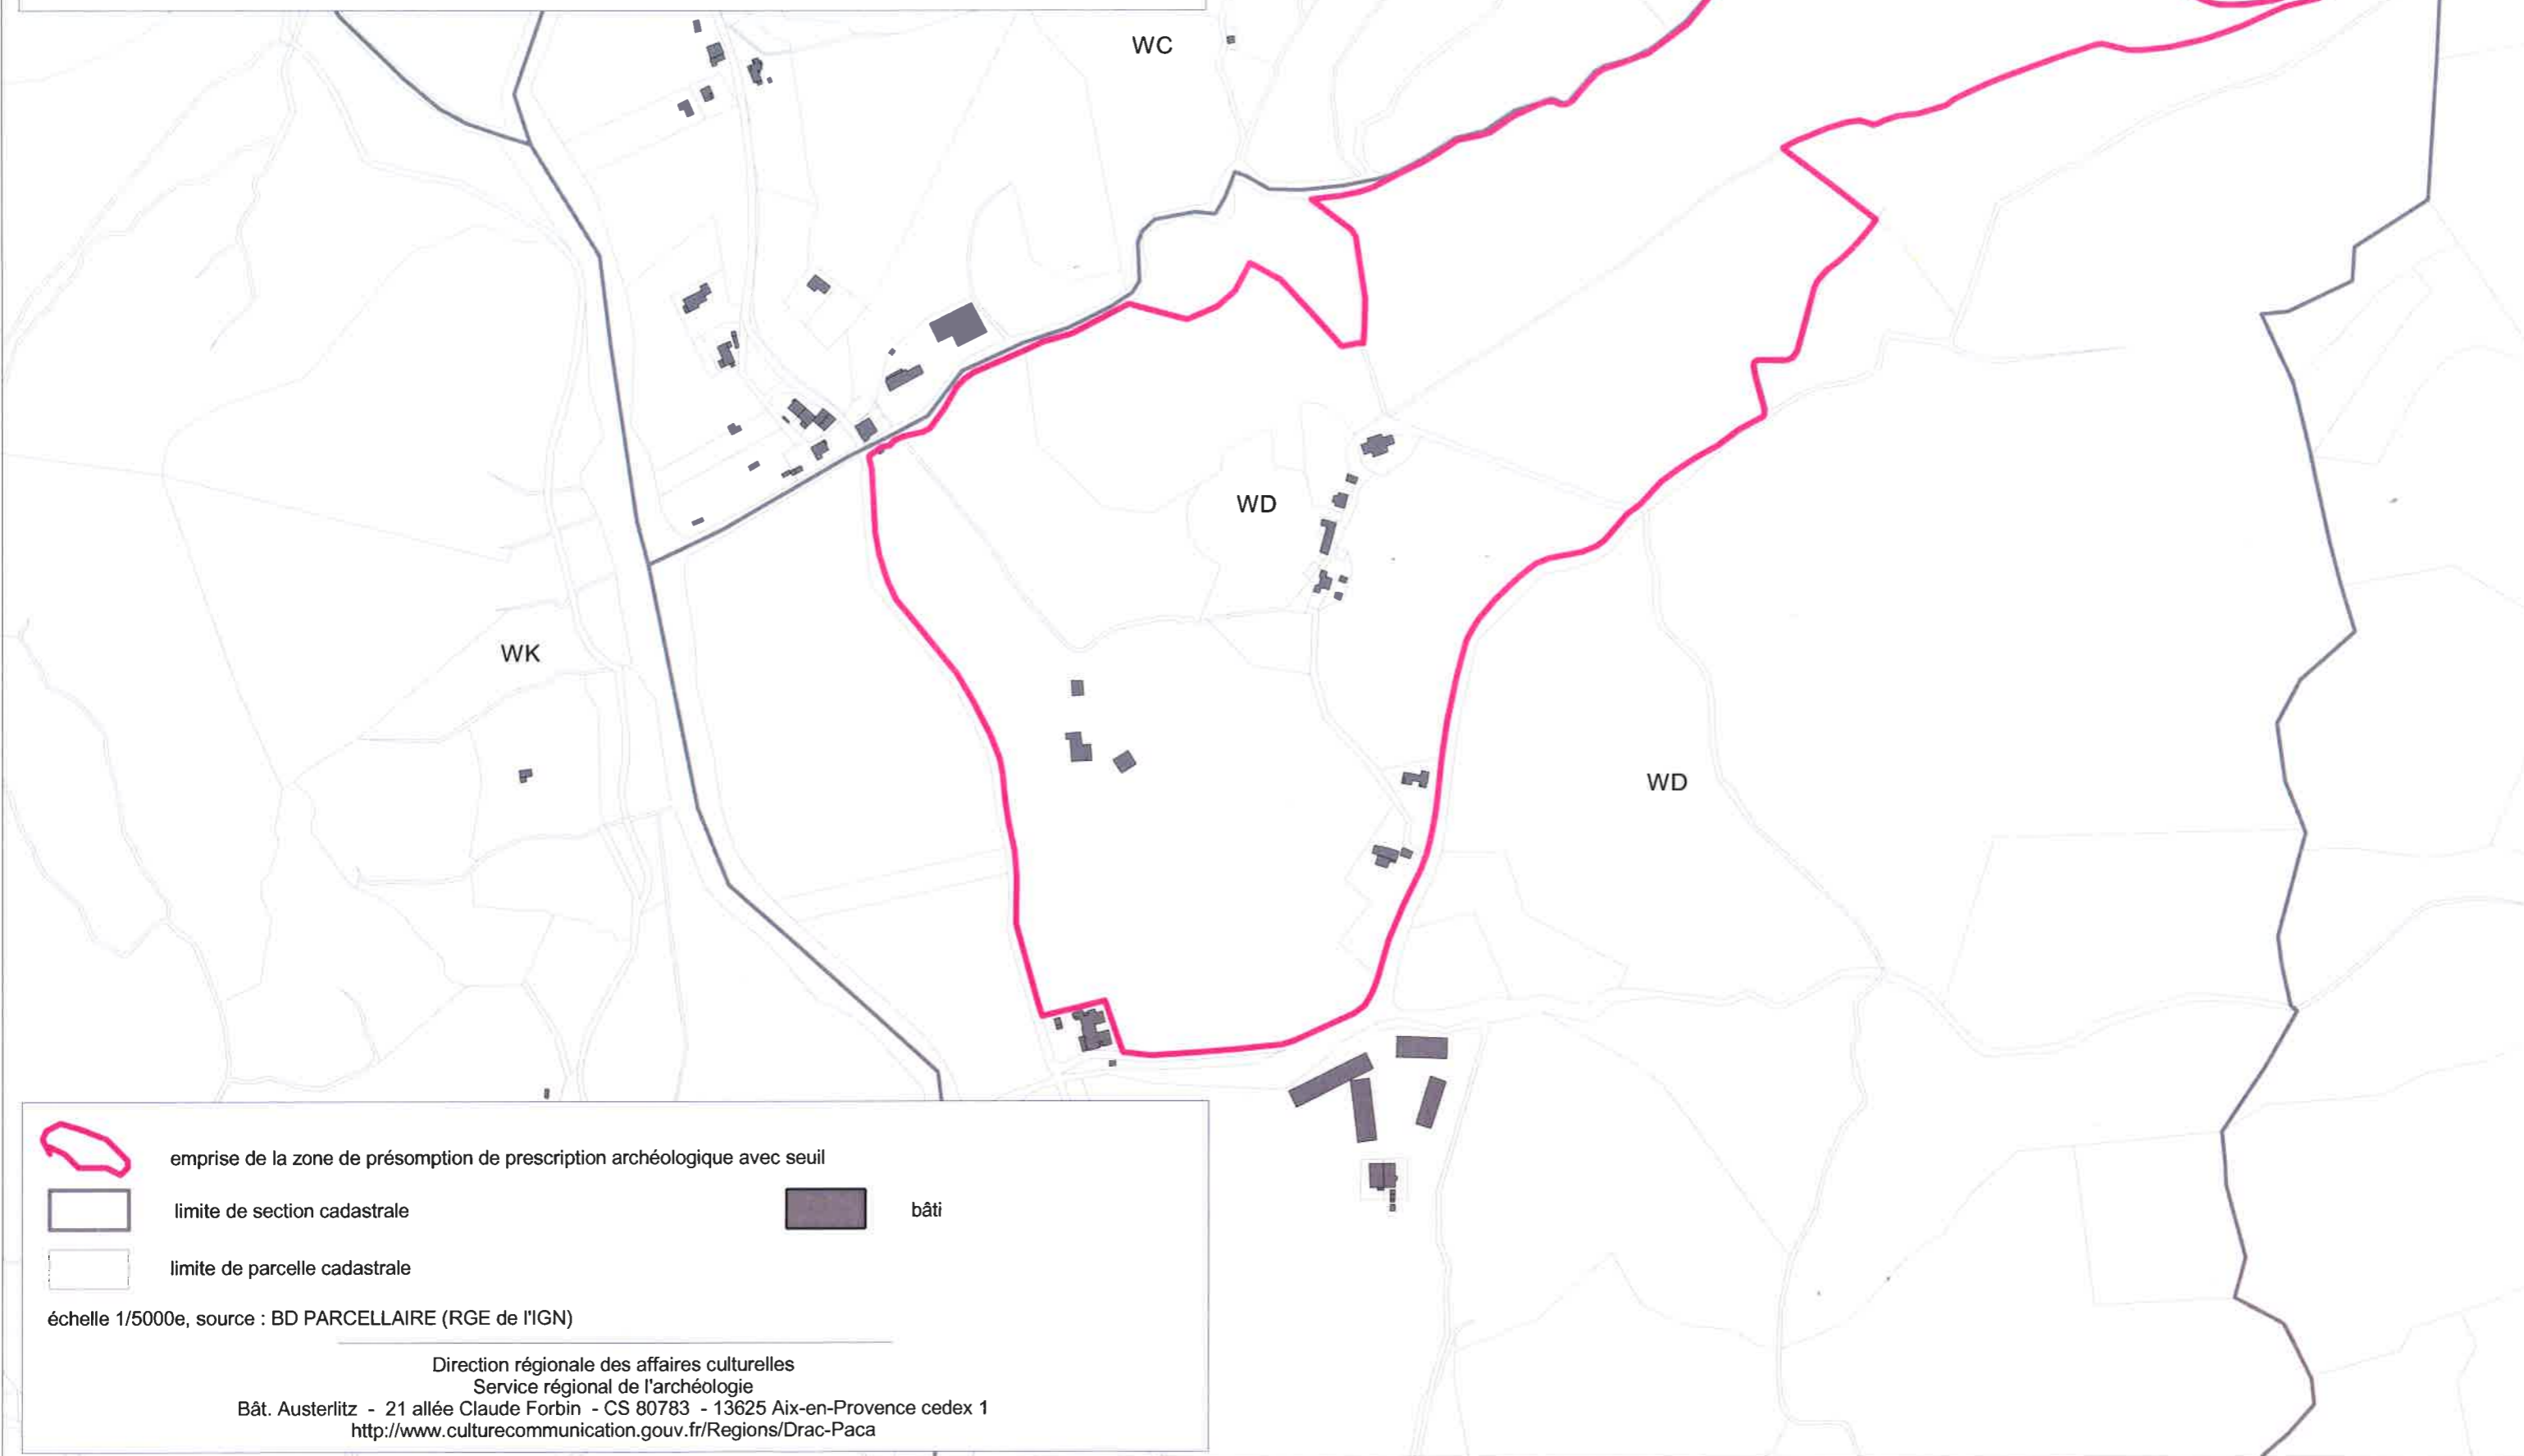 WC
WD
WK
WD
emprise de la zone de présomption de prescription archéologique avec seuil
limite de section cadastrale
bâti
limite de parcelle cadastrale
échelle 1/5000e, source : BD PARCELLAIRE (RGE de l'IGN)
Direction régionale des affaires culturelles
Service régional de l'archéologie
Bât. Austerlitz - 21 allée Claude Forbin - CS 80783 - 13625 Aix-en-Provence cedex 1
http://www.culturecommunication.gouv.fr/Regions/Drac-Paca